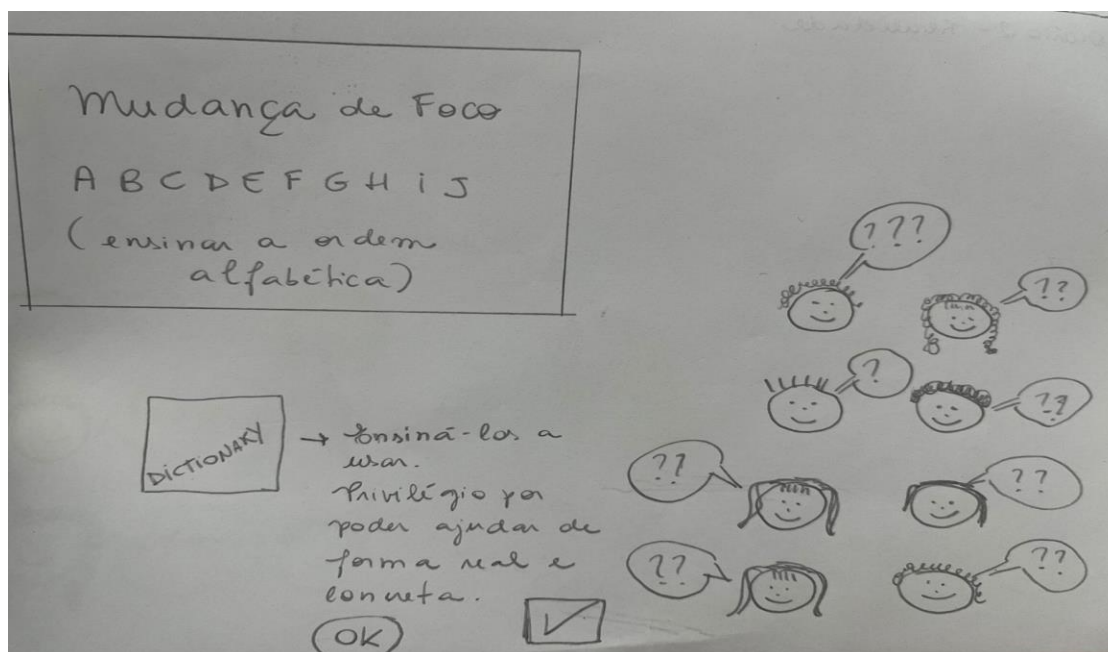 Mudança de Foco
A B C D E F G H i J
(ensinar a ordem
alfabética)
DICTIONARY
→ Ensiná-los a
usar.
Privilégio por
poder ajudar de
forma real e
concreta.
OK
???
??
?
??
??
??
??
??